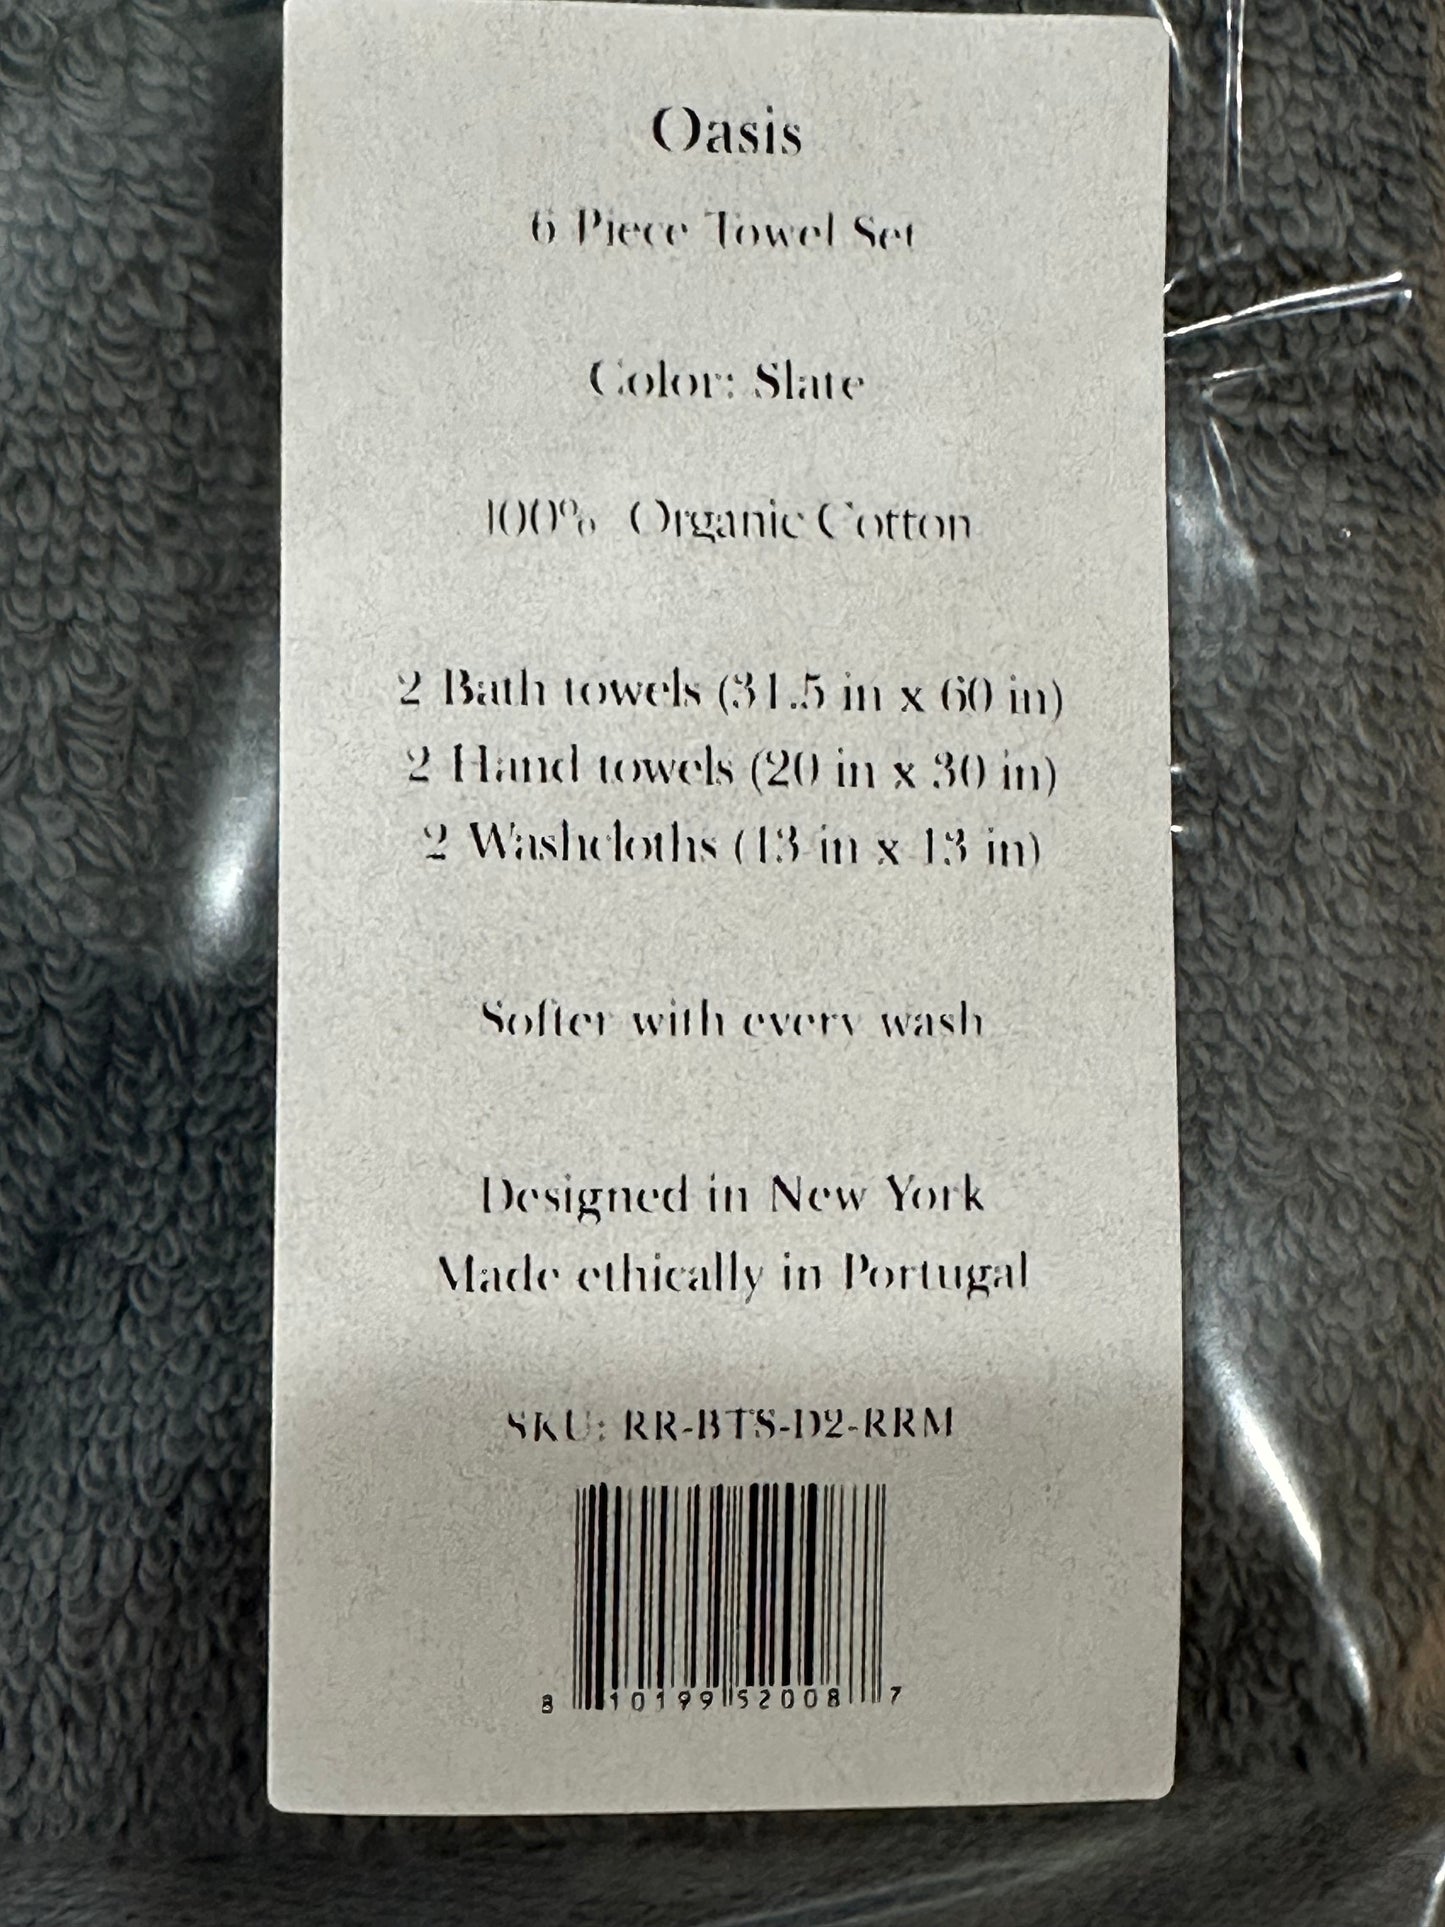 Oasis
6 Piece Towel Set
Color: Slate
100% Organic Cotton
2 Bath towels (31.5 in x 60 in)
2 Hand towels (20 in x 30 in)
2 Washcloths (13 in x 13 in)
Softer with every wash
Designed in New York
Made ethically in Portugal
SKU: RR-BTS-D2-RRM
8 10199 52008 7